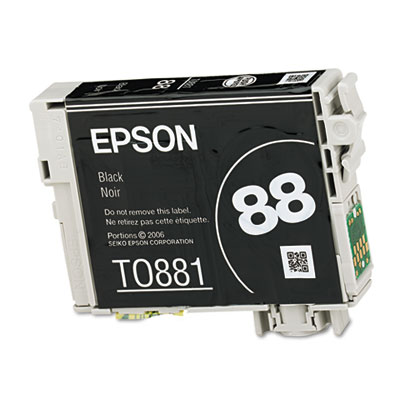 88
EPSON
Black
Noir
88
Do not remove this label.
Ne retirez pas cette étiquette.
Portions © 2006
SEIKO EPSON CORPORATION
T0881